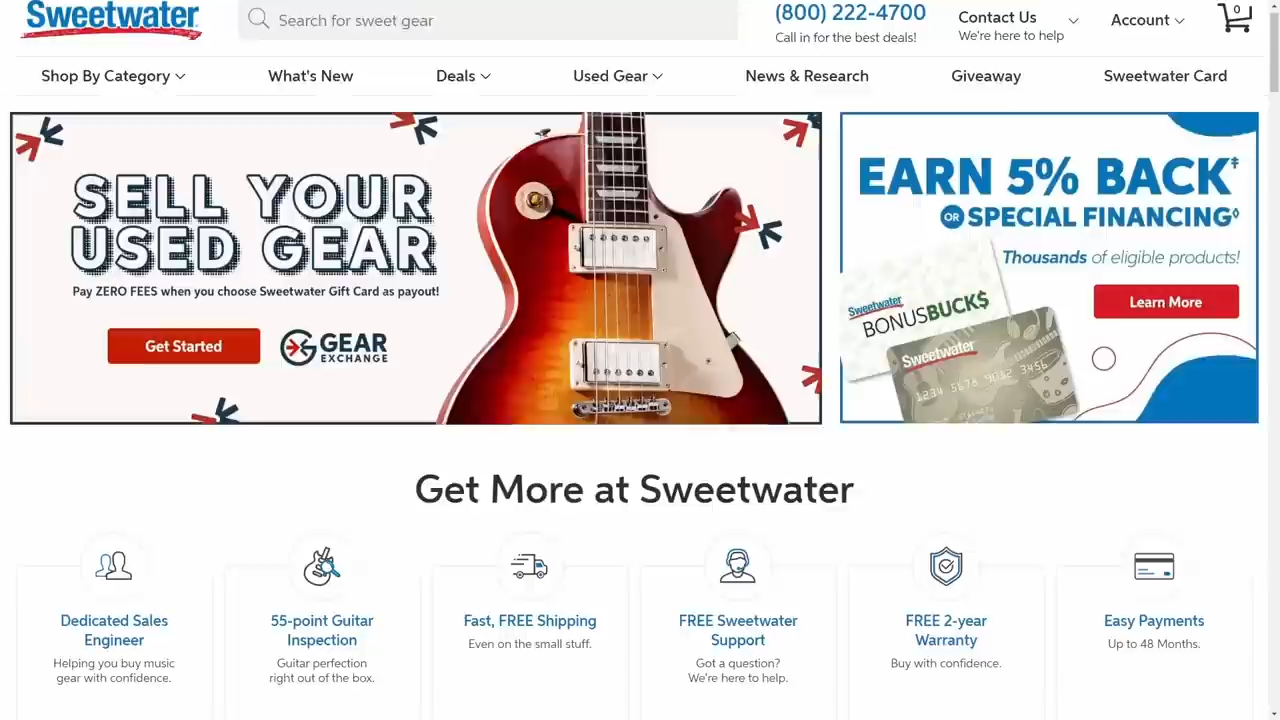 Sweetwater
Search for sweet gear
(800) 222-4700
Call in for the best deals!
Contact Us
We're here to help
Account
0
Shop By Category
What's New
Deals
Used Gear
News & Research
Giveaway
Sweetwater Card
SELL YOUR
USED GEAR
Pay ZERO FEES when you choose Sweetwater Gift Card as payout!
Get Started
GEAR
EXCHANGE
EARN 5% BACK‡
OR SPECIAL FINANCING◊
Thousands of eligible products!
Learn More
Sweetwater
BONUSBUCK$
Sweetwater
1234 5678 9032 3456
Get More at Sweetwater
Dedicated Sales
Engineer
Helping you buy music
gear with confidence.
55-point Guitar
Inspection
Guitar perfection
right out of the box.
Fast, FREE Shipping
Even on the small stuff.
FREE Sweetwater
Support
Got a question?
We're here to help.
FREE 2-year
Warranty
Buy with confidence.
Easy Payments
Up to 48 Months.